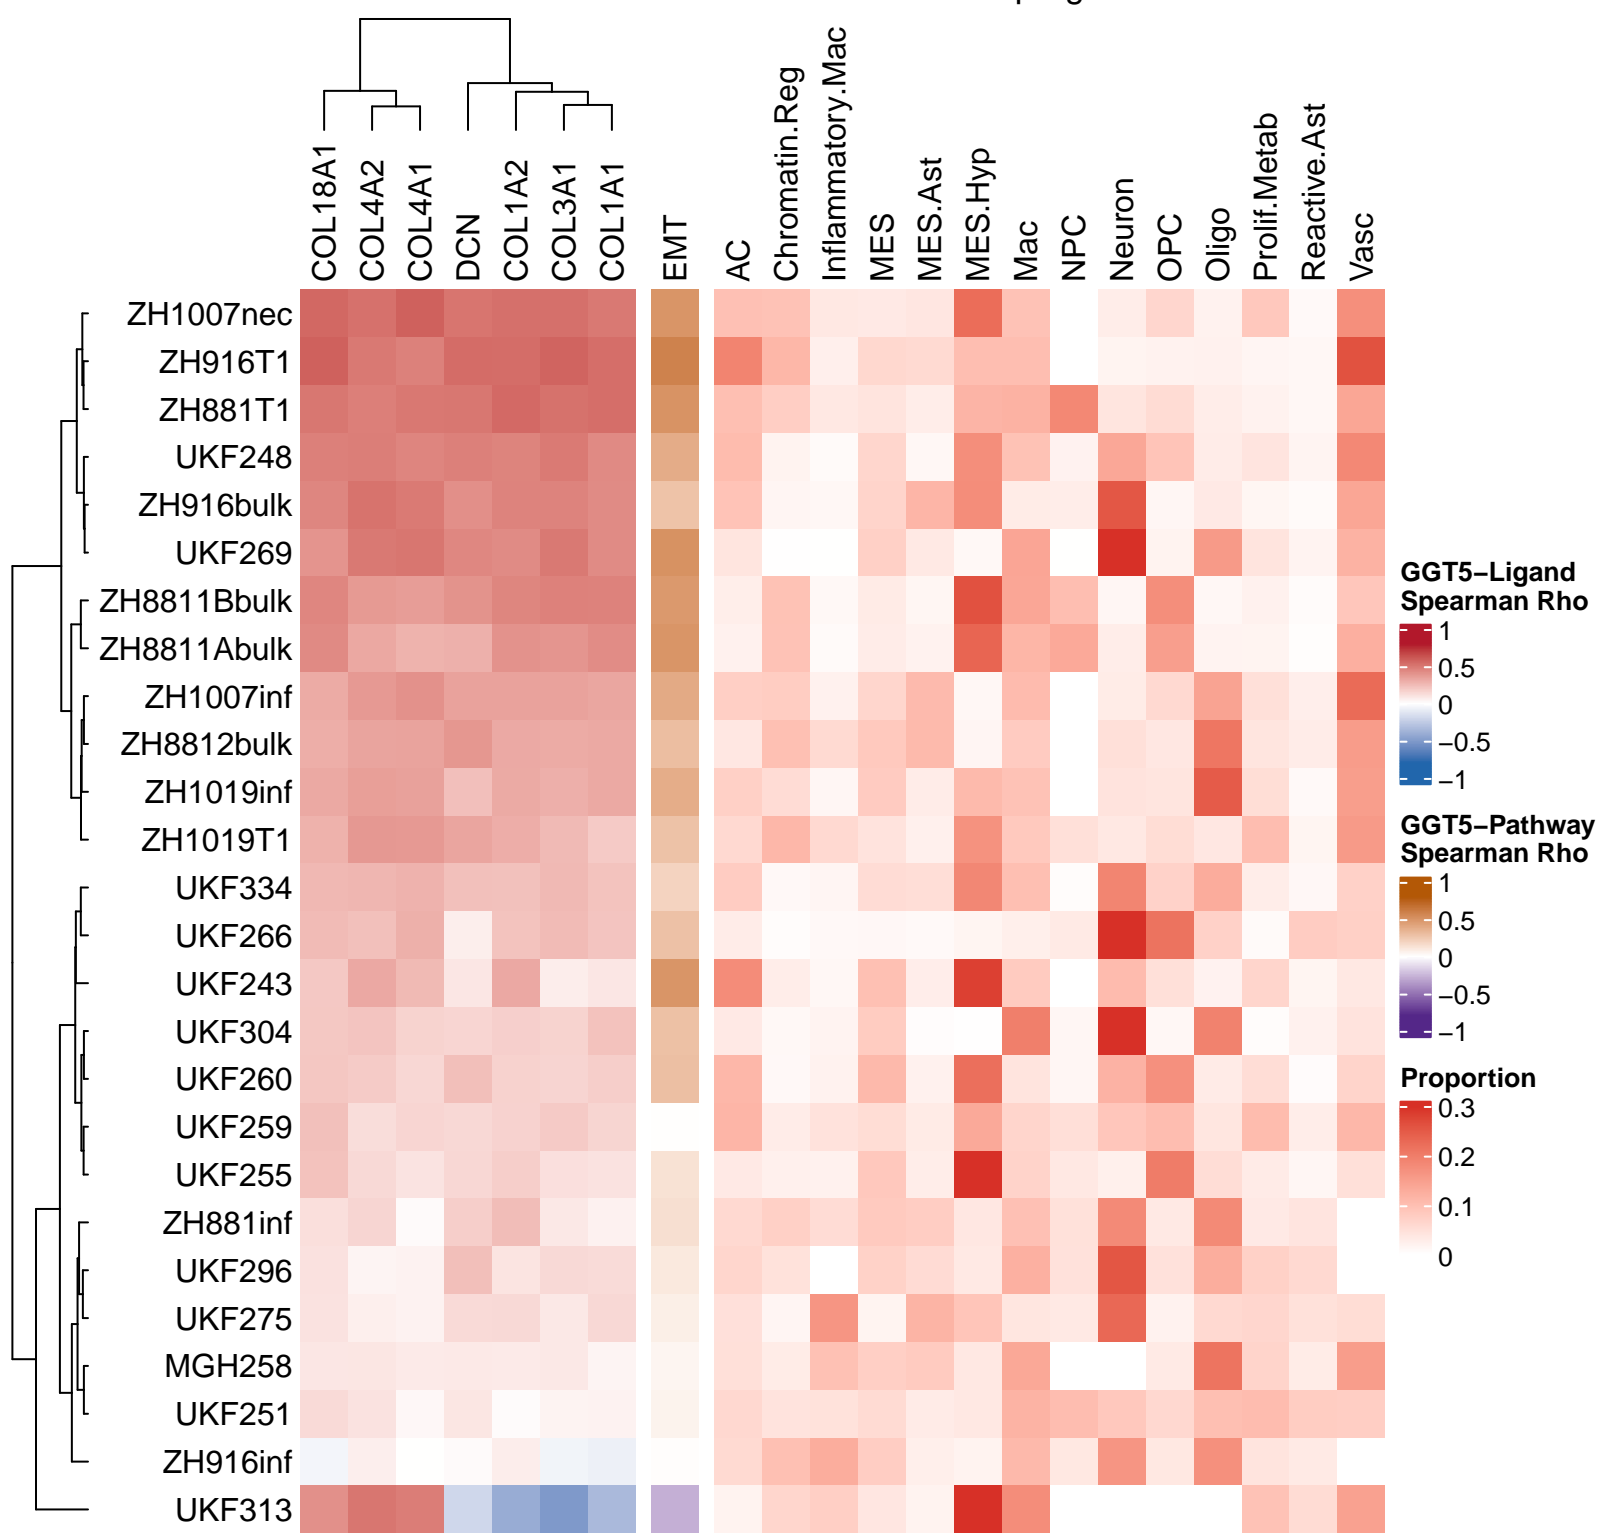 COL18A1
COL4A2
COL4A1
DCN
COL1A2
COL3A1
COL1A1
EMT
AC
Chromatin.Reg
Inflammatory.Mac
MES
MES.Ast
MES.Hyp
Mac
NPC
Neuron
OPC
Oligo
Prolif.Metab
Reactive.Ast
Vasc
ZH1007nec
ZH916T1
ZH881T1
UKF248
ZH916bulk
UKF269
ZH8811Bbulk
ZH8811Abulk
ZH1007inf
ZH8812bulk
ZH1019inf
ZH1019T1
UKF334
UKF266
UKF243
UKF304
UKF260
UKF259
UKF255
ZH881inf
UKF296
UKF275
MGH258
UKF251
ZH916inf
UKF313
GGT5−Ligand
Spearman Rho
1
0.5
0
−0.5
−1
GGT5−Pathway
Spearman Rho
1
0.5
0
−0.5
−1
Proportion
0.3
0.2
0.1
0